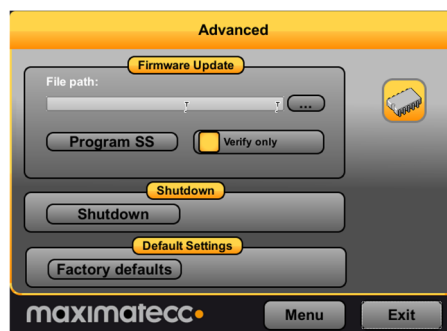 Advanced
Firmware Update
File path:
...
Program SS
Verify only
Shutdown
Shutdown
Default Settings
Factory defaults
maximatecc
Menu
Exit